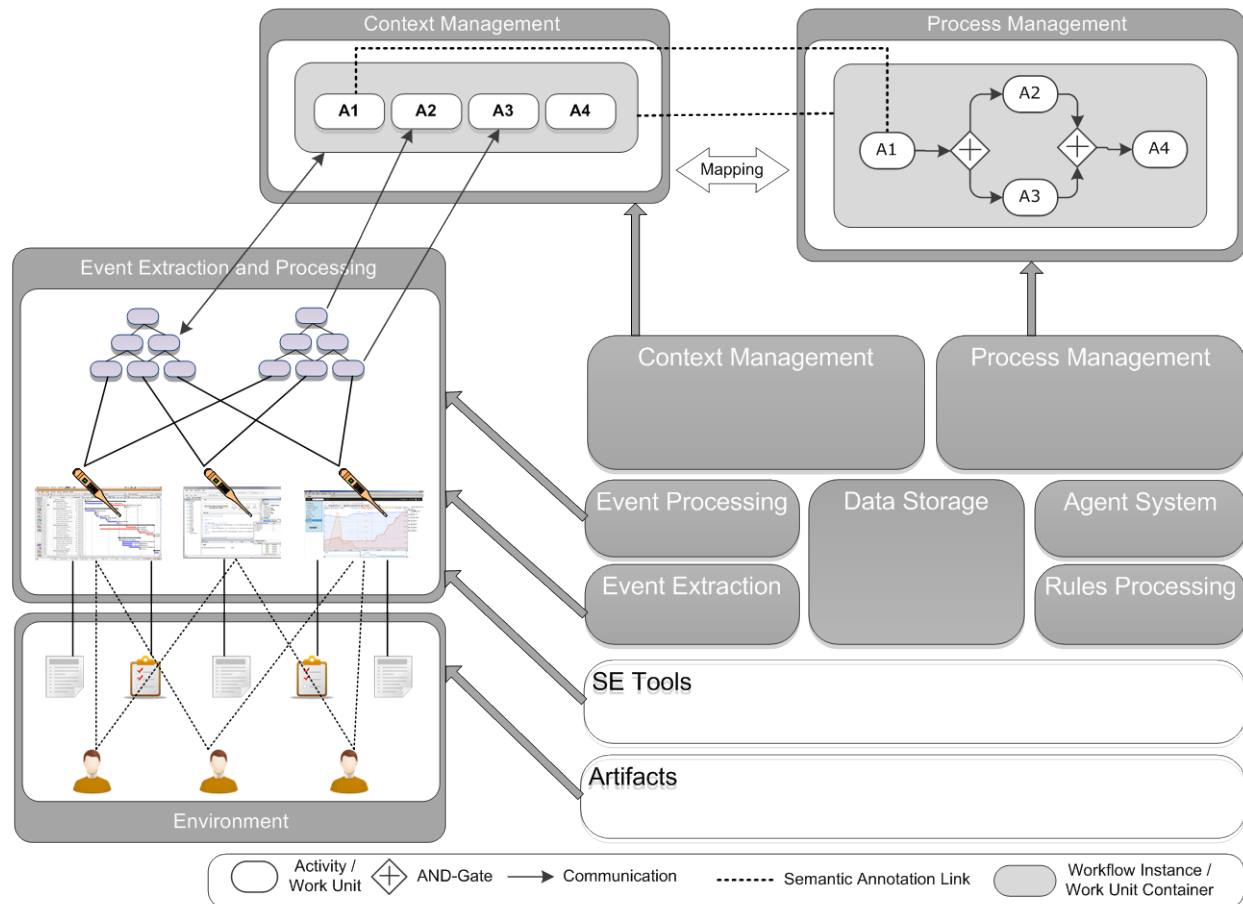 Context Management
Process Management
A1
A2
A3
A4
A2
A1
A4
A3
Mapping
Event Extraction and Processing
Context Management
Process Management
Event Processing
Data Storage
Agent System
Event Extraction
Rules Processing
SE Tools
Artifacts
Environment
Activity /
Work Unit
AND-Gate
Communication
Semantic Annotation Link
Workflow Instance /
Work Unit Container